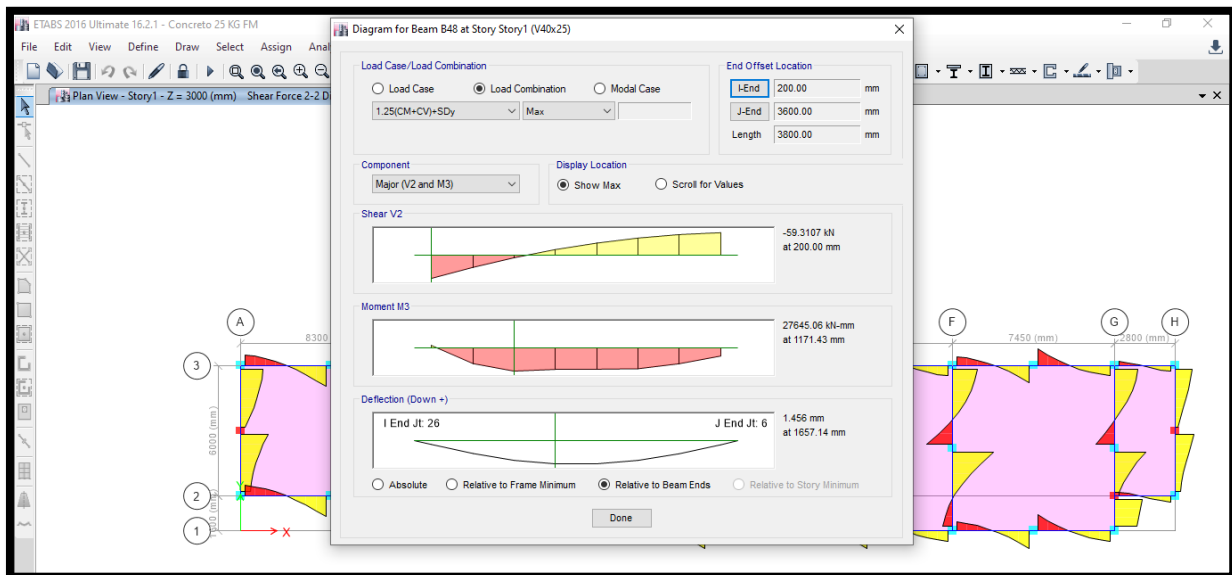 ETABS 2016 Ultimate 16.2.1 - Concreto 25 KG FM
File Edit View Define Draw Select Assign Anal
Plan View - Story1 - Z = 3000 (mm) Shear Force 2-2 Di
Diagram for Beam B48 at Story Story1 (V40x25)
Load Case/Load Combination
Load Case Load Combination Modal Case
1.25(CM+CV)+SDy Max
End Offset Location
I-End 200.00 mm
J-End 3600.00 mm
Length 3800.00 mm
Component
Major (V2 and M3)
Display Location
Show Max Scroll for Values
Shear V2
-59.3107 kN
at 200.00 mm
Moment M3
27645.06 kN-mm
at 1171.43 mm
Deflection (Down +)
I End Jt: 26 J End Jt: 6
1.456 mm
at 1657.14 mm
Absolute Relative to Frame Minimum Relative to Beam Ends Relative to Story Minimum
Done
A F G H
8300 7450 (mm) 2800 (mm)
3
6000 (mm)
2
Y
1
X